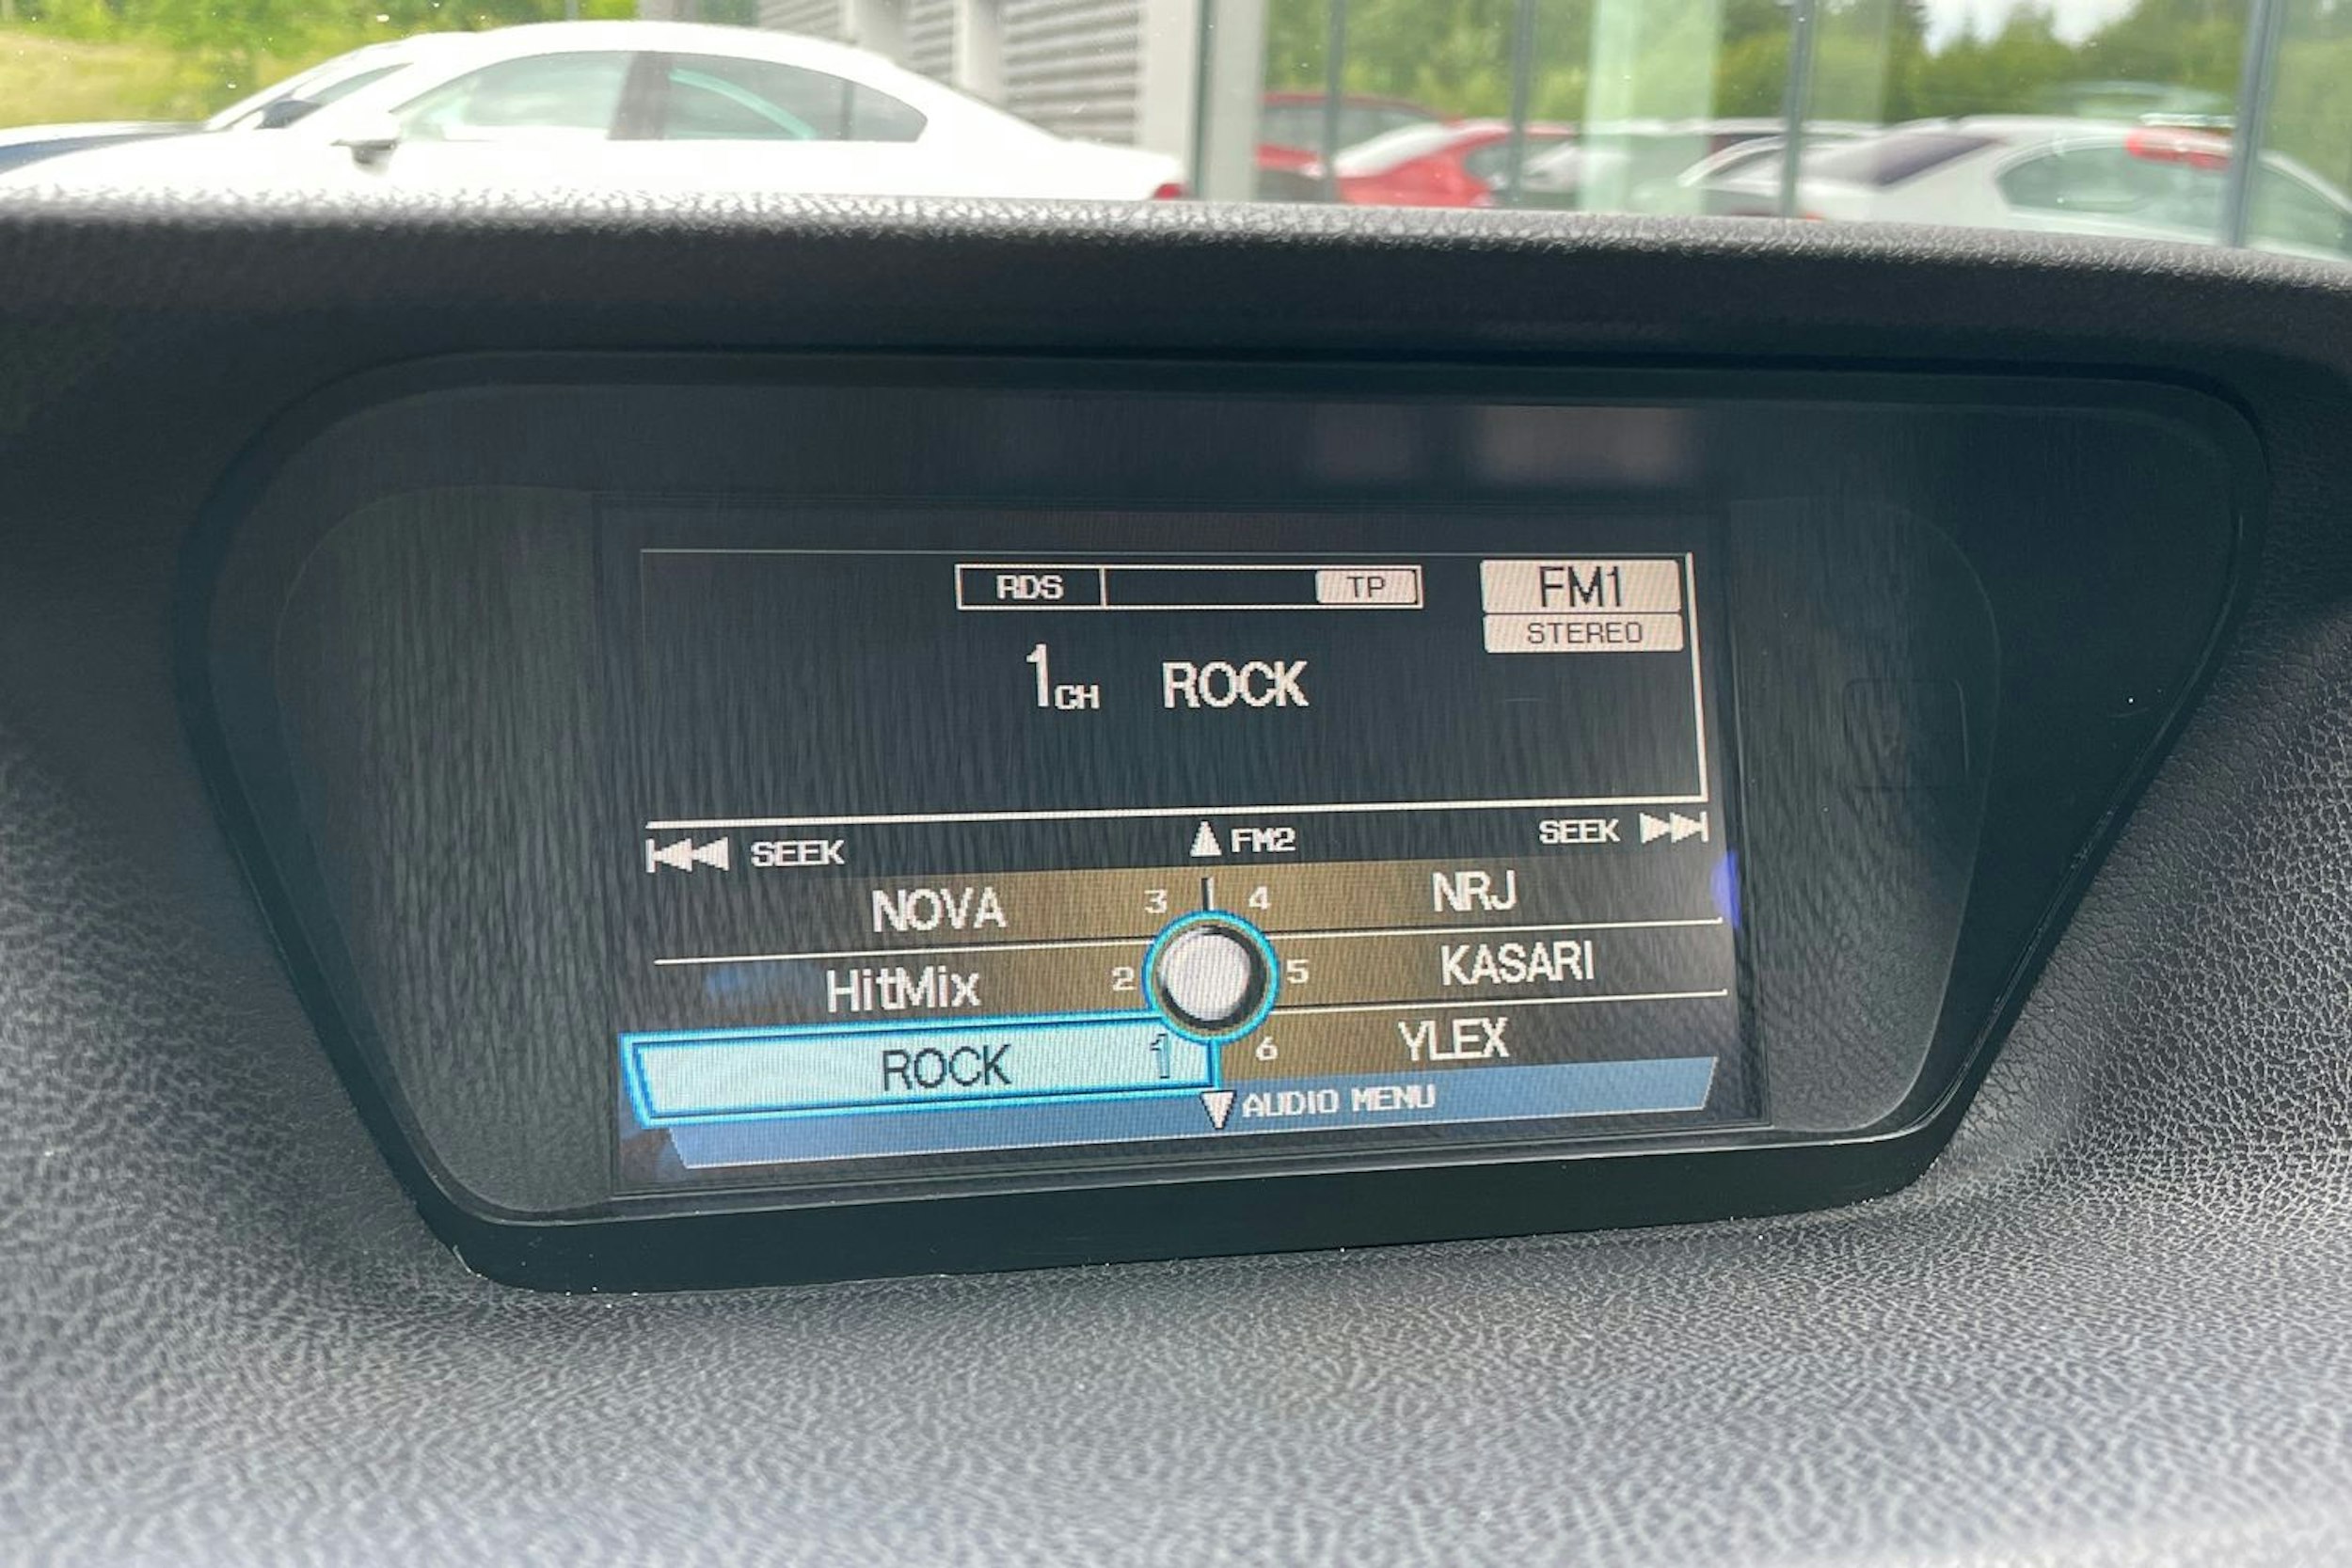 RDS TP FM1
STEREO
1CH ROCK
SEEK FM2 SEEK
NOVA 3 4 NRJ
HitMix 2 5 KASARI
ROCK 1 6 YLEX
AUDIO MENU